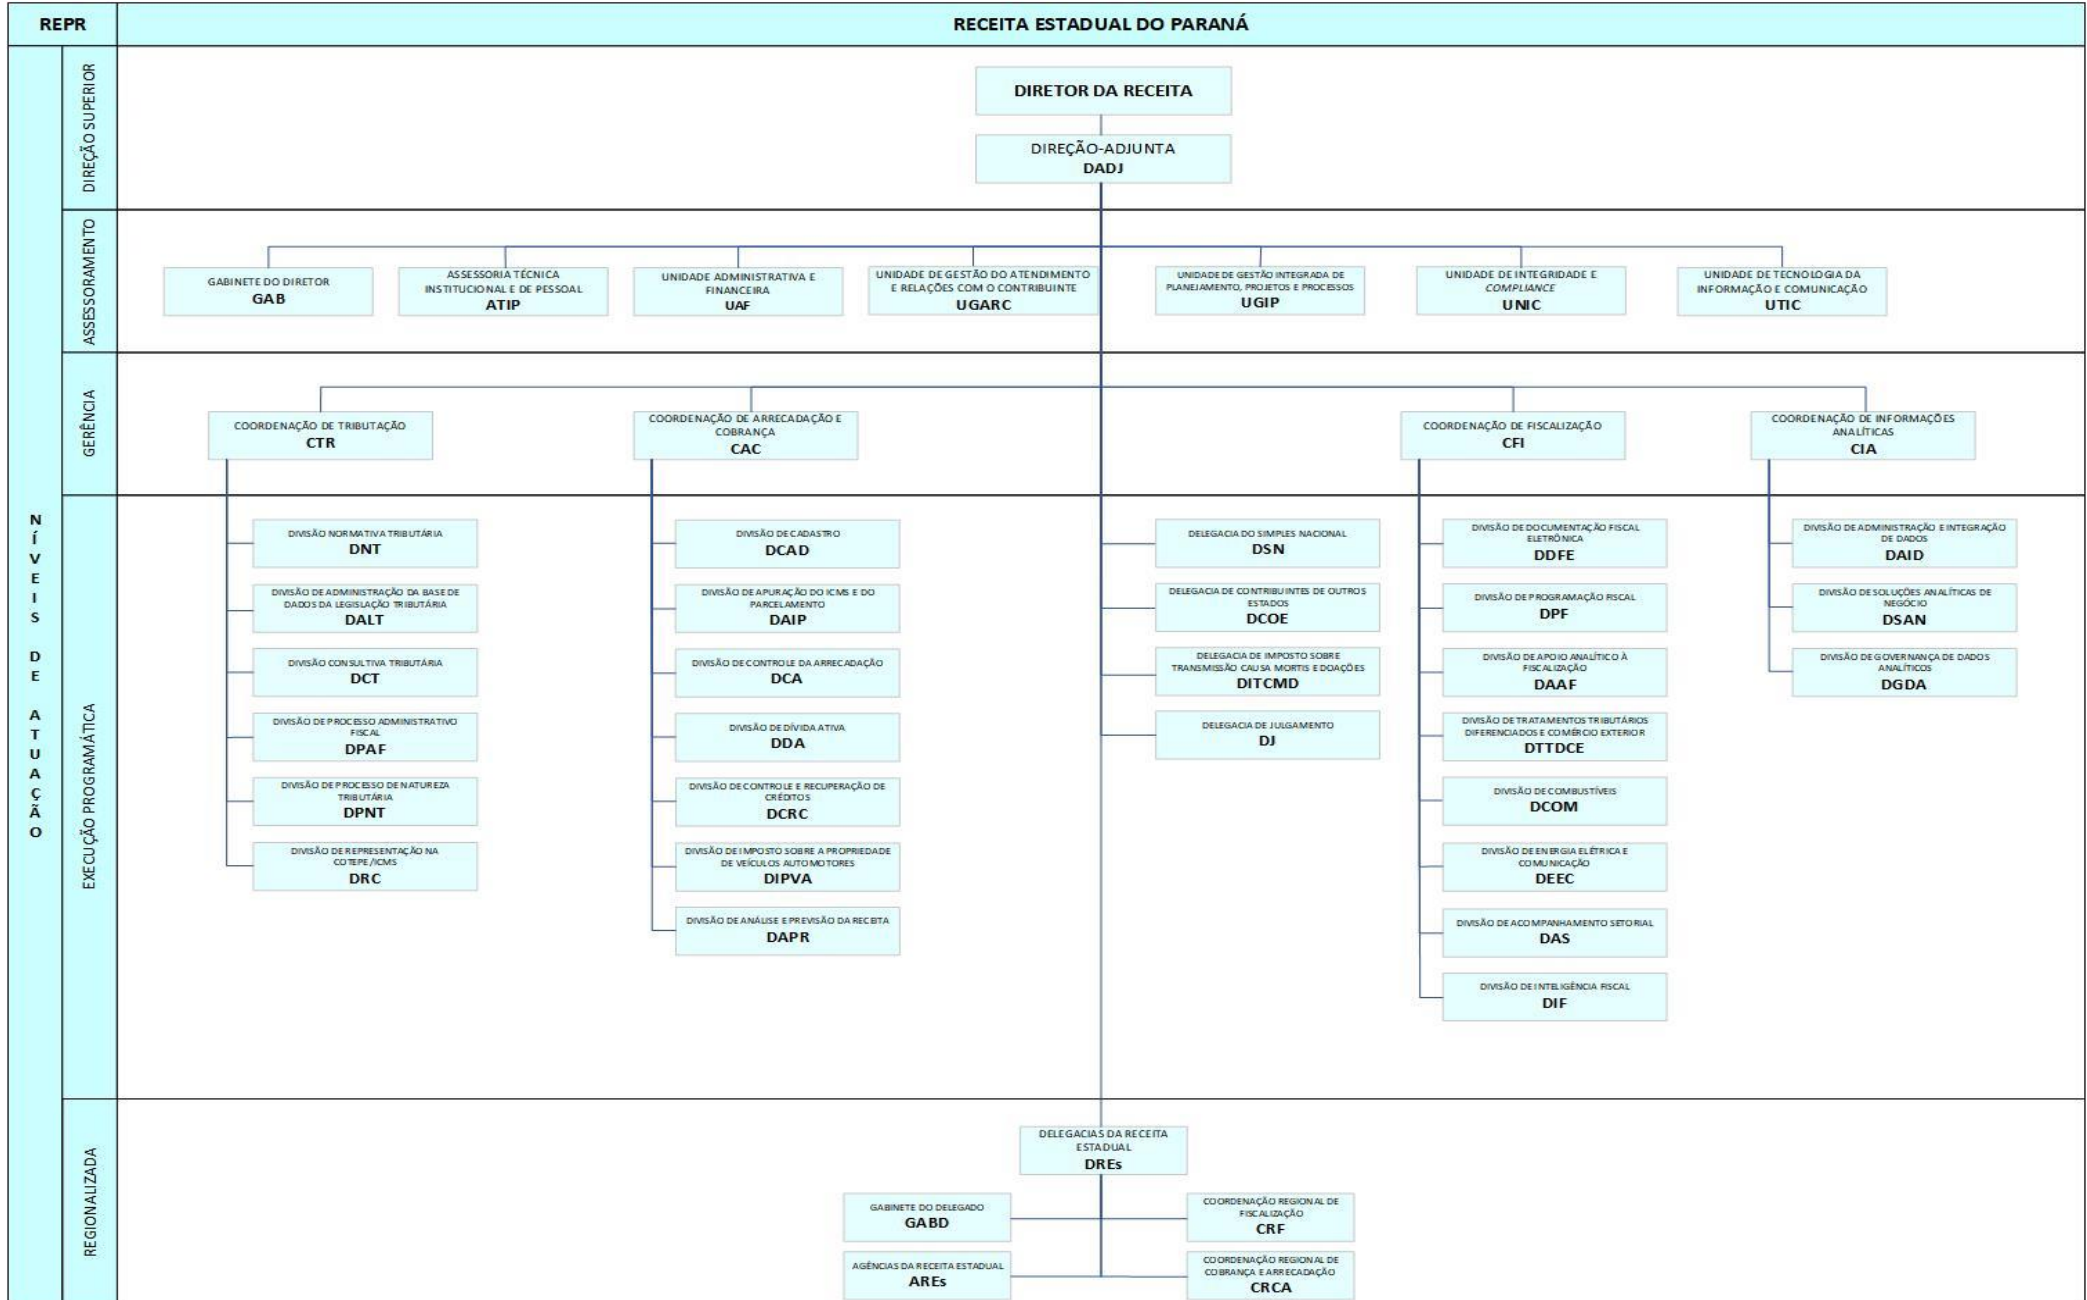 REPR
RECEITA ESTADUAL DO PARANÁ
NÍVEIS DE ATUAÇÃO
DIREÇÃO SUPERIOR
DIRETOR DA RECEITA
DIREÇÃO-ADJUNTA
DADJ
ASSESSORAMENTO
GABINETE DO DIRETOR
GAB
ASSESSORIA TÉCNICA
INSTITUCIONAL E DE PESSOAL
ATIP
UNIDADE ADMINISTRATIVA E
FINANCEIRA
UAF
UNIDADE DE GESTÃO DO ATENDIMENTO
E RELAÇÕES COM O CONTRIBUINTE
UGARC
UNIDADE DE GESTÃO INTEGRADA DE
PLANEJAMENTO, PROJETOS E PROCESSOS
UGIP
UNIDADE DE INTEGRIDADE E
COMPLIANCE
UNIC
UNIDADE DE TECNOLOGIA DA
INFORMAÇÃO E COMUNICAÇÃO
UTIC
GERÊNCIA
COORDENAÇÃO DE TRIBUTAÇÃO
CTR
COORDENAÇÃO DE ARRECADAÇÃO E
COBRANÇA
CAC
COORDENAÇÃO DE FISCALIZAÇÃO
CFI
COORDENAÇÃO DE INFORMAÇÕES
ANALÍTICAS
CIA
EXECUÇÃO PROGRAMÁTICA
DIVISÃO NORMATIVA TRIBUTÁRIA
DNT
DIVISÃO DE ADMINISTRAÇÃO DA BASE DE
DADOS DA LEGISLAÇÃO TRIBUTÁRIA
DALT
DIVISÃO CONSULTIVA TRIBUTÁRIA
DCT
DIVISÃO DE PROCESSO ADMINISTRATIVO
FISCAL
DPAF
DIVISÃO DE PROCESSO DE NATUREZA
TRIBUTÁRIA
DPNT
DIVISÃO DE REPRESENTAÇÃO NA
COTEPE/ICMS
DRC
DIVISÃO DE CADASTRO
DCAD
DIVISÃO DE APURAÇÃO DO ICMS E DO
PARCELAMENTO
DAIP
DIVISÃO DE CONTROLE DA ARRECADAÇÃO
DCA
DIVISÃO DE DÍVIDA ATIVA
DDA
DIVISÃO DE CONTROLE E RECUPERAÇÃO DE
CRÉDITOS
DCRC
DIVISÃO DE IMPOSTO SOBRE A PROPRIEDADE
DE VEÍCULOS AUTOMOTORES
DIPVA
DIVISÃO DE ANÁLISE E PREVISÃO DA RECEITA
DAPR
DELEGACIA DO SIMPLES NACIONAL
DSN
DELEGACIA DE CONTRIBUINTES DE OUTROS
ESTADOS
DCOE
DELEGACIA DE IMPOSTO SOBRE
TRANSMISSÃO CAUSA MORTIS E DOAÇÕES
DITCMD
DELEGACIA DE JULGAMENTO
DJ
DIVISÃO DE DOCUMENTAÇÃO FISCAL
ELETRÔNICA
DDFE
DIVISÃO DE PROGRAMAÇÃO FISCAL
DPF
DIVISÃO DE APOIO ANALÍTICO À
FISCALIZAÇÃO
DAAF
DIVISÃO DE TRATAMENTOS TRIBUTÁRIOS
DIFERENCIADOS E COMÉRCIO EXTERIOR
DTTDCE
DIVISÃO DE COMBUSTÍVEIS
DCOM
DIVISÃO DE ENERGIA ELÉTRICA E
COMUNICAÇÃO
DEEC
DIVISÃO DE ACOMPANHAMENTO SETORIAL
DAS
DIVISÃO DE INTELIGÊNCIA FISCAL
DIF
DIVISÃO DE ADMINISTRAÇÃO E INTEGRAÇÃO
DE DADOS
DAID
DIVISÃO DE SOLUÇÕES ANALÍTICAS DE
NEGÓCIO
DSAN
DIVISÃO DE GOVERNANÇA DE DADOS
ANALÍTICOS
DGDA
REGIONALIZADA
DELEGACIAS DA RECEITA
ESTADUAL
DREs
GABINETE DO DELEGADO
GABD
COORDENAÇÃO REGIONAL DE
FISCALIZAÇÃO
CRF
AGÊNCIAS DA RECEITA ESTADUAL
AREs
COORDENAÇÃO REGIONAL DE
COBRANÇA E ARRECADAÇÃO
CRCA